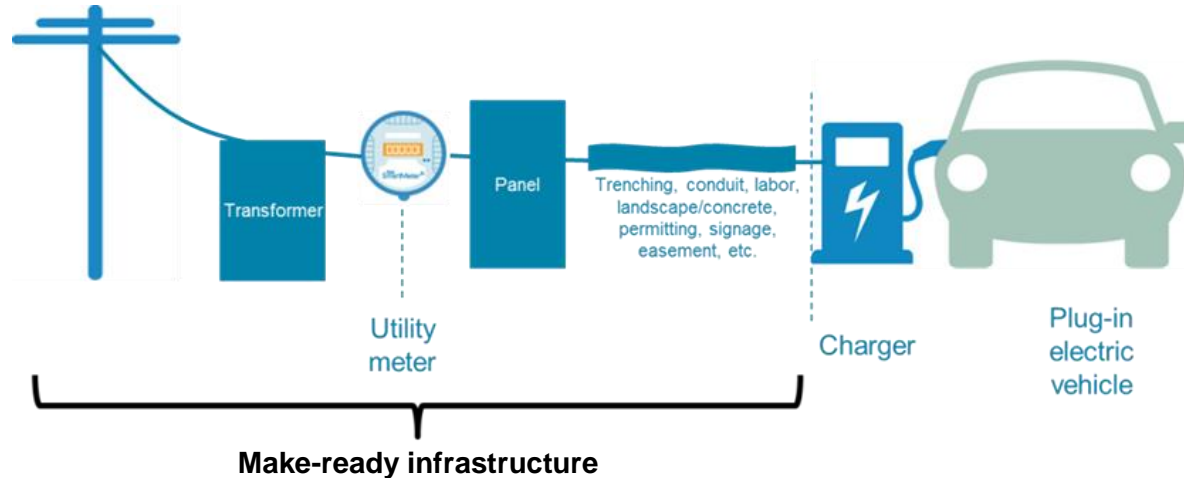 SmartMeter
Transformer
Panel
Trenching, conduit, labor,
landscape/concrete,
permitting, signage,
easement, etc.
Utility
meter
Charger
Plug-in
electric
vehicle
Make-ready infrastructure